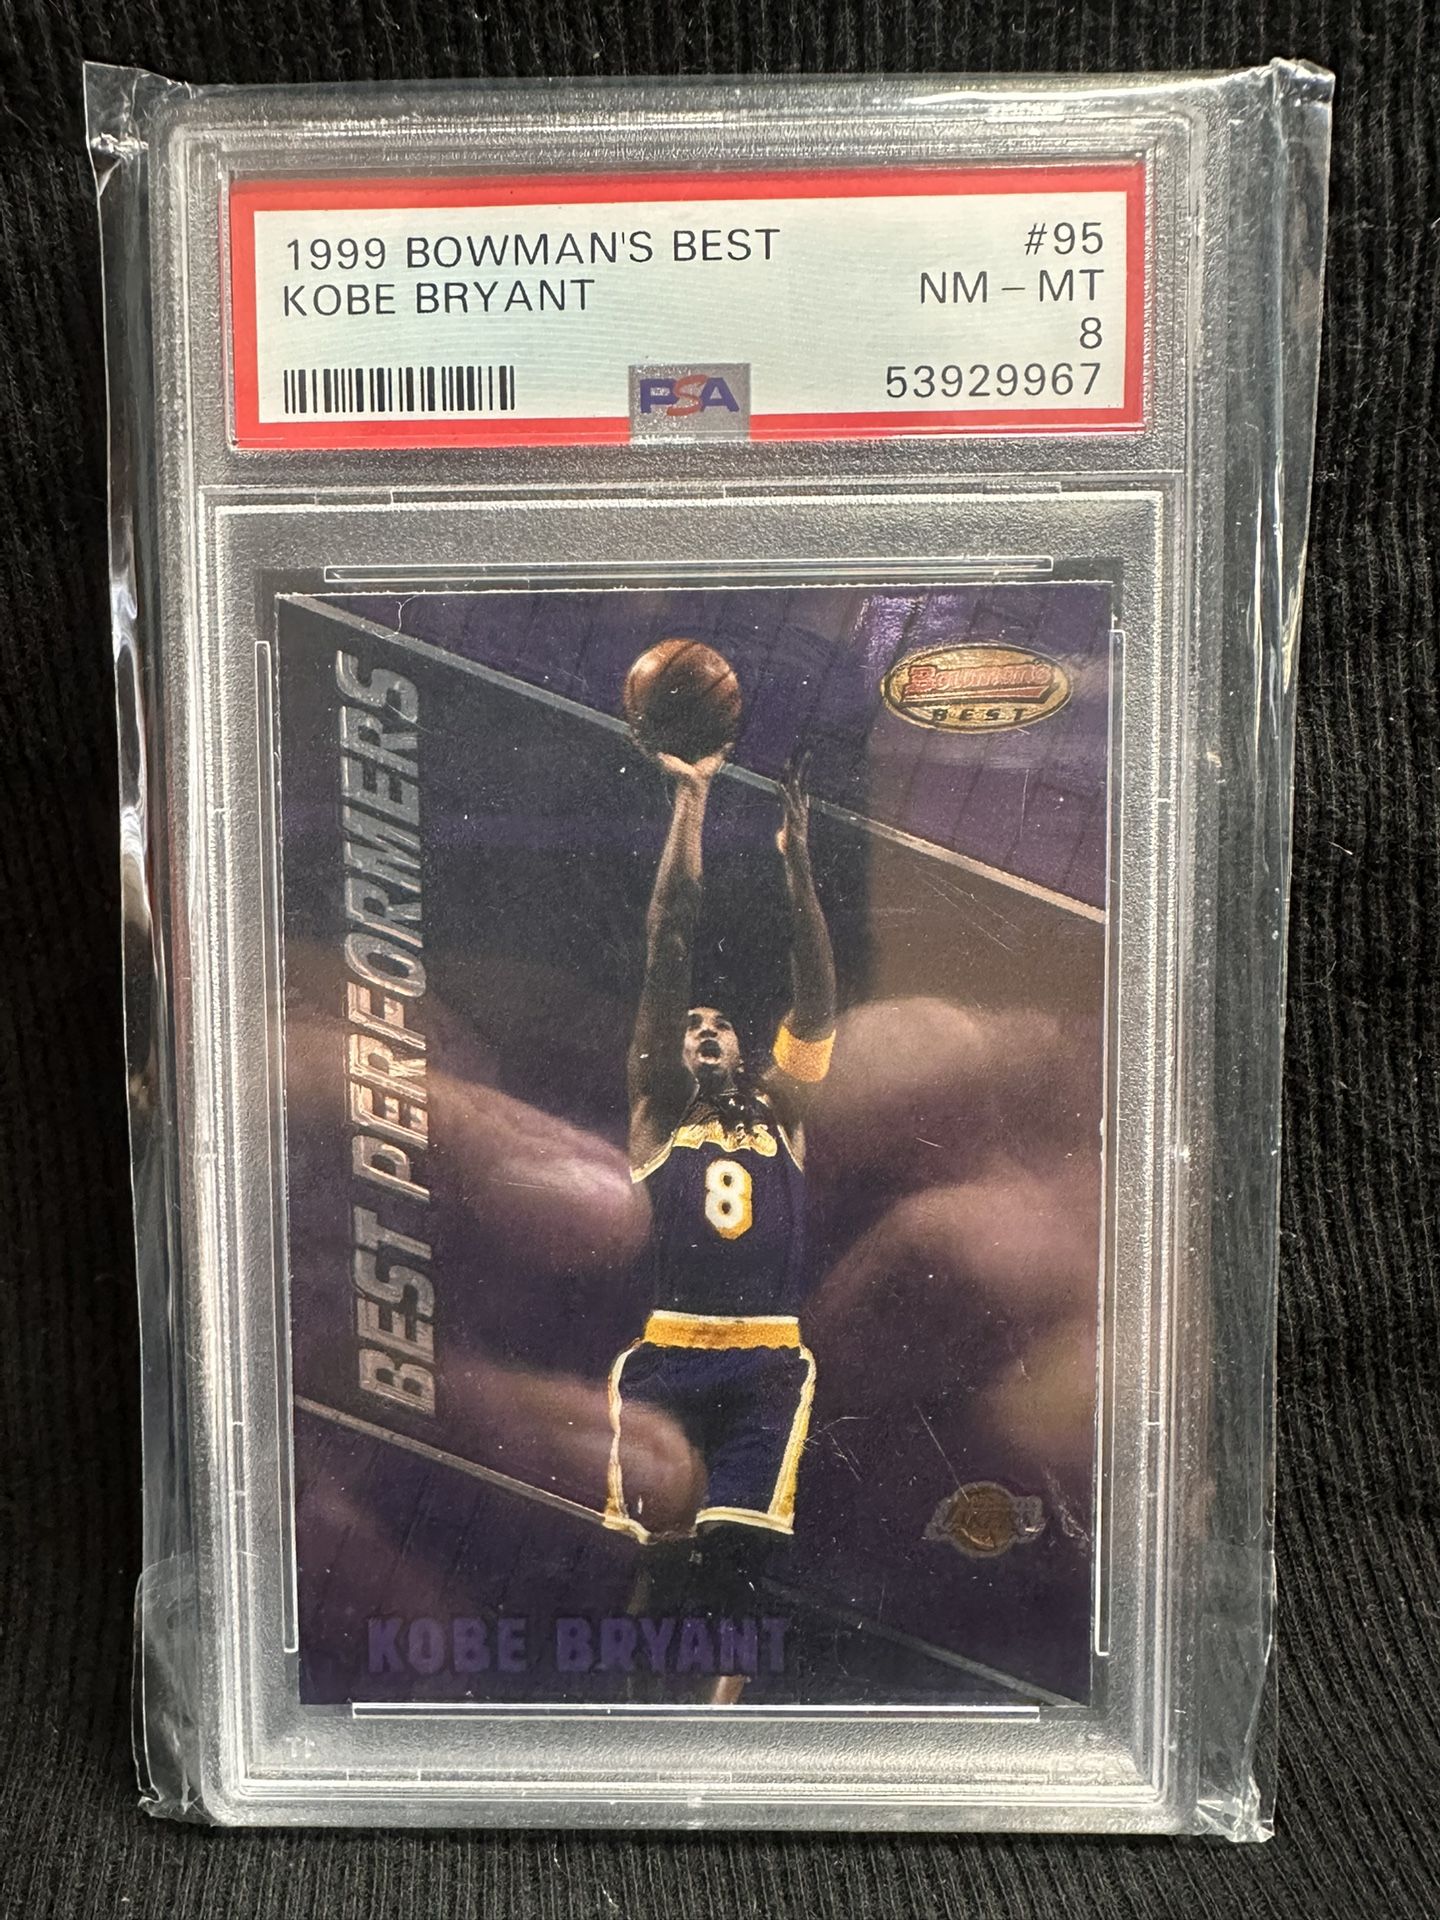 1999 BOWMAN'S BEST #95
KOBE BRYANT NM - MT
8
PSA 53929967
Bowman's
BEST
BEST PERFORMERS
8
KOBE BRYANT